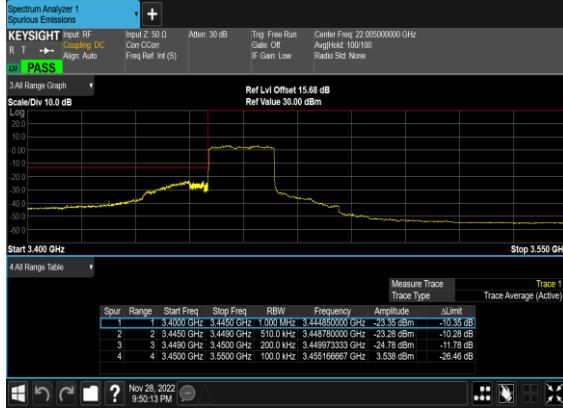 Spectrum Analyzer 1
Spurious Emissions
+
KEYSIGHT Input: RF Input Z: 50 Ω Atten: 30 dB Trig: Free Run Center Freq: 22.005000000 GHz
R T Coupling: DC Corr CCorr Gate: Off Avg|Hold: 100/100
Align: Auto Freq Ref: Int (S) IF Gain: Low Radio Std: None
PASS
3 All Range Graph
Ref Lvl Offset 15.68 dB
Scale/Div 10.0 dB Ref Value 30.00 dBm
Log
20.0
10.0
0.00
-10.0
-20.0
-30.0
-40.0
-50.0
-60.0
Start 3.400 GHz Stop 3.550 GH
4 All Range Table
Measure Trace Trace 1
Trace Type Trace Average (Active)
Spur Range Start Freq Stop Freq RBW Frequency Amplitude ΔLimit
1 1 3.4000 GHz 3.4450 GHz 1.000 MHz 3.444850000 GHz -23.35 dBm -10.35 dB
2 2 3.4450 GHz 3.4490 GHz 510.0 kHz 3.448780000 GHz -23.28 dBm -10.28 dB
3 3 3.4490 GHz 3.4500 GHz 200.0 kHz 3.449973333 GHz -24.78 dBm -11.78 dB
4 4 3.4500 GHz 3.5500 GHz 100.0 kHz 3.455166667 GHz 3.538 dBm -26.46 dB
? Nov 28, 2022
9:50:13 PM